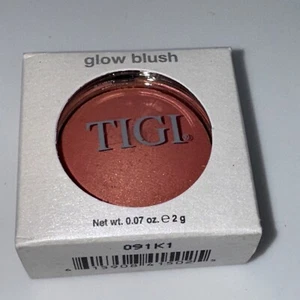 glow blush
TIGI®
Net wt. 0.07 oz. ℮ 2 g
091K1